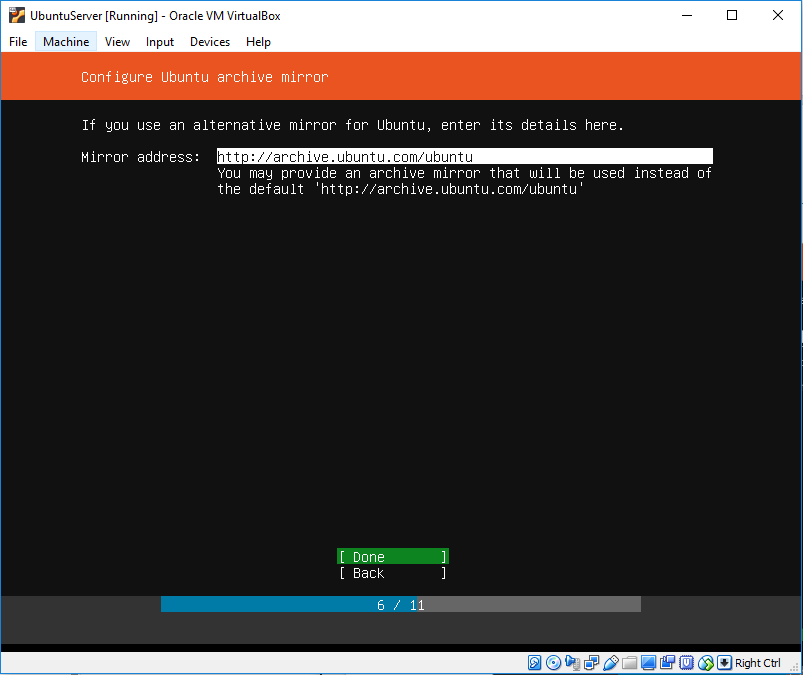 UbuntuServer [Running] - Oracle VM VirtualBox
File Machine View Input Devices Help
Configure Ubuntu archive mirror
If you use an alternative mirror for Ubuntu, enter its details here.
Mirror address: http://archive.ubuntu.com/ubuntu
You may provide an archive mirror that will be used instead of
the default 'http://archive.ubuntu.com/ubuntu'
[ Done ]
[ Back ]
6 / 11
Right Ctrl